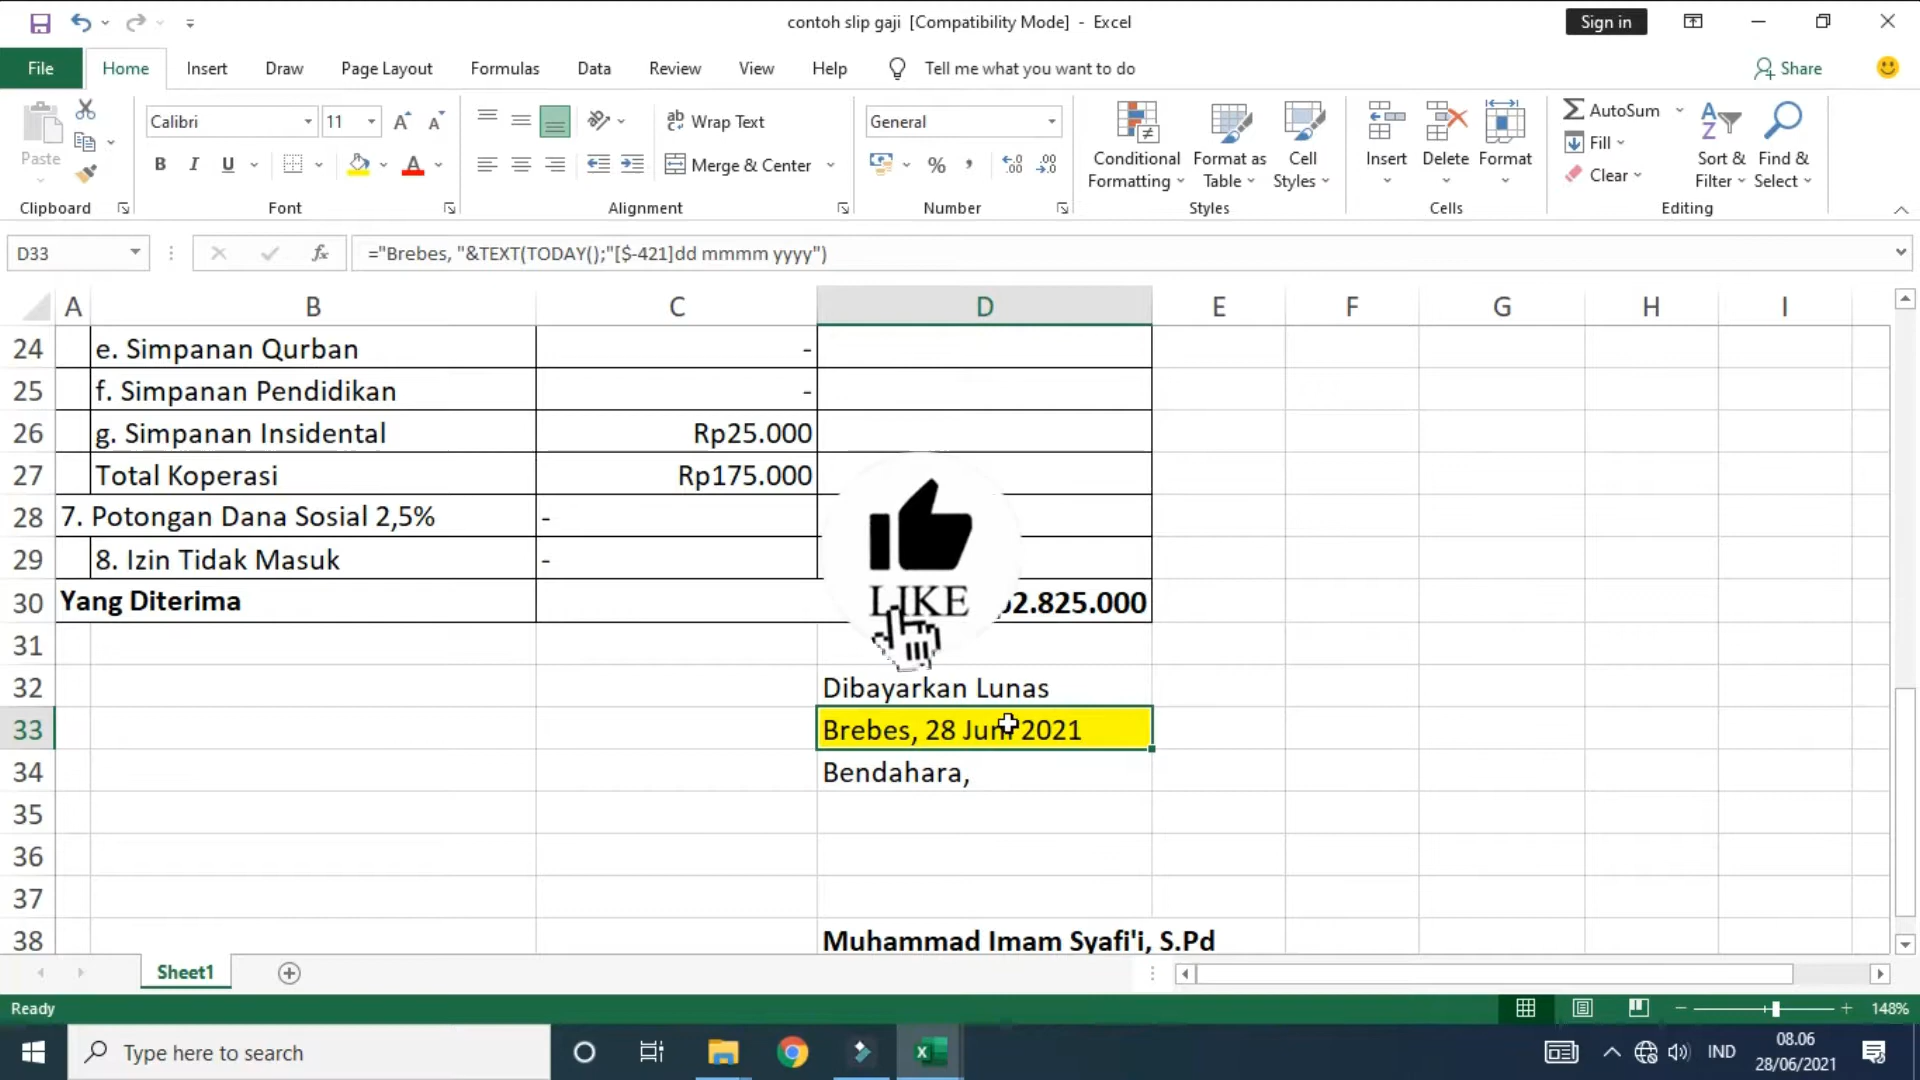 contoh slip gaji [Compatibility Mode] - Excel
Sign in
File Home Insert Draw Page Layout Formulas Data Review View Help Tell me what you want to do Share
Paste
Calibri 11
B I U
ab Wrap Text
Merge & Center
General
% ,
Conditional Formatting
Format as Table
Cell Styles
Insert Delete Format
AutoSum
Fill
Clear
Sort & Filter
Find & Select
Clipboard Font Alignment Number Styles Cells Editing
D33 fx ="Brebes, "&TEXT(TODAY();"[$-421]dd mmmm yyyy")
A B C D E F G H I
24 e. Simpanan Qurban -
25 f. Simpanan Pendidikan -
26 g. Simpanan Insidental Rp25.000
27 Total Koperasi Rp175.000
28 7. Potongan Dana Sosial 2,5% -
29 8. Izin Tidak Masuk -
LIKE
30 Yang Diterima 2.825.000
31
32 Dibayarkan Lunas
33 Brebes, 28 Juni 2021
34 Bendahara,
35
36
37
38 Muhammad Imam Syafi'i, S.Pd
Sheet1
Ready 148%
Type here to search
IND
08.06
28/06/2021